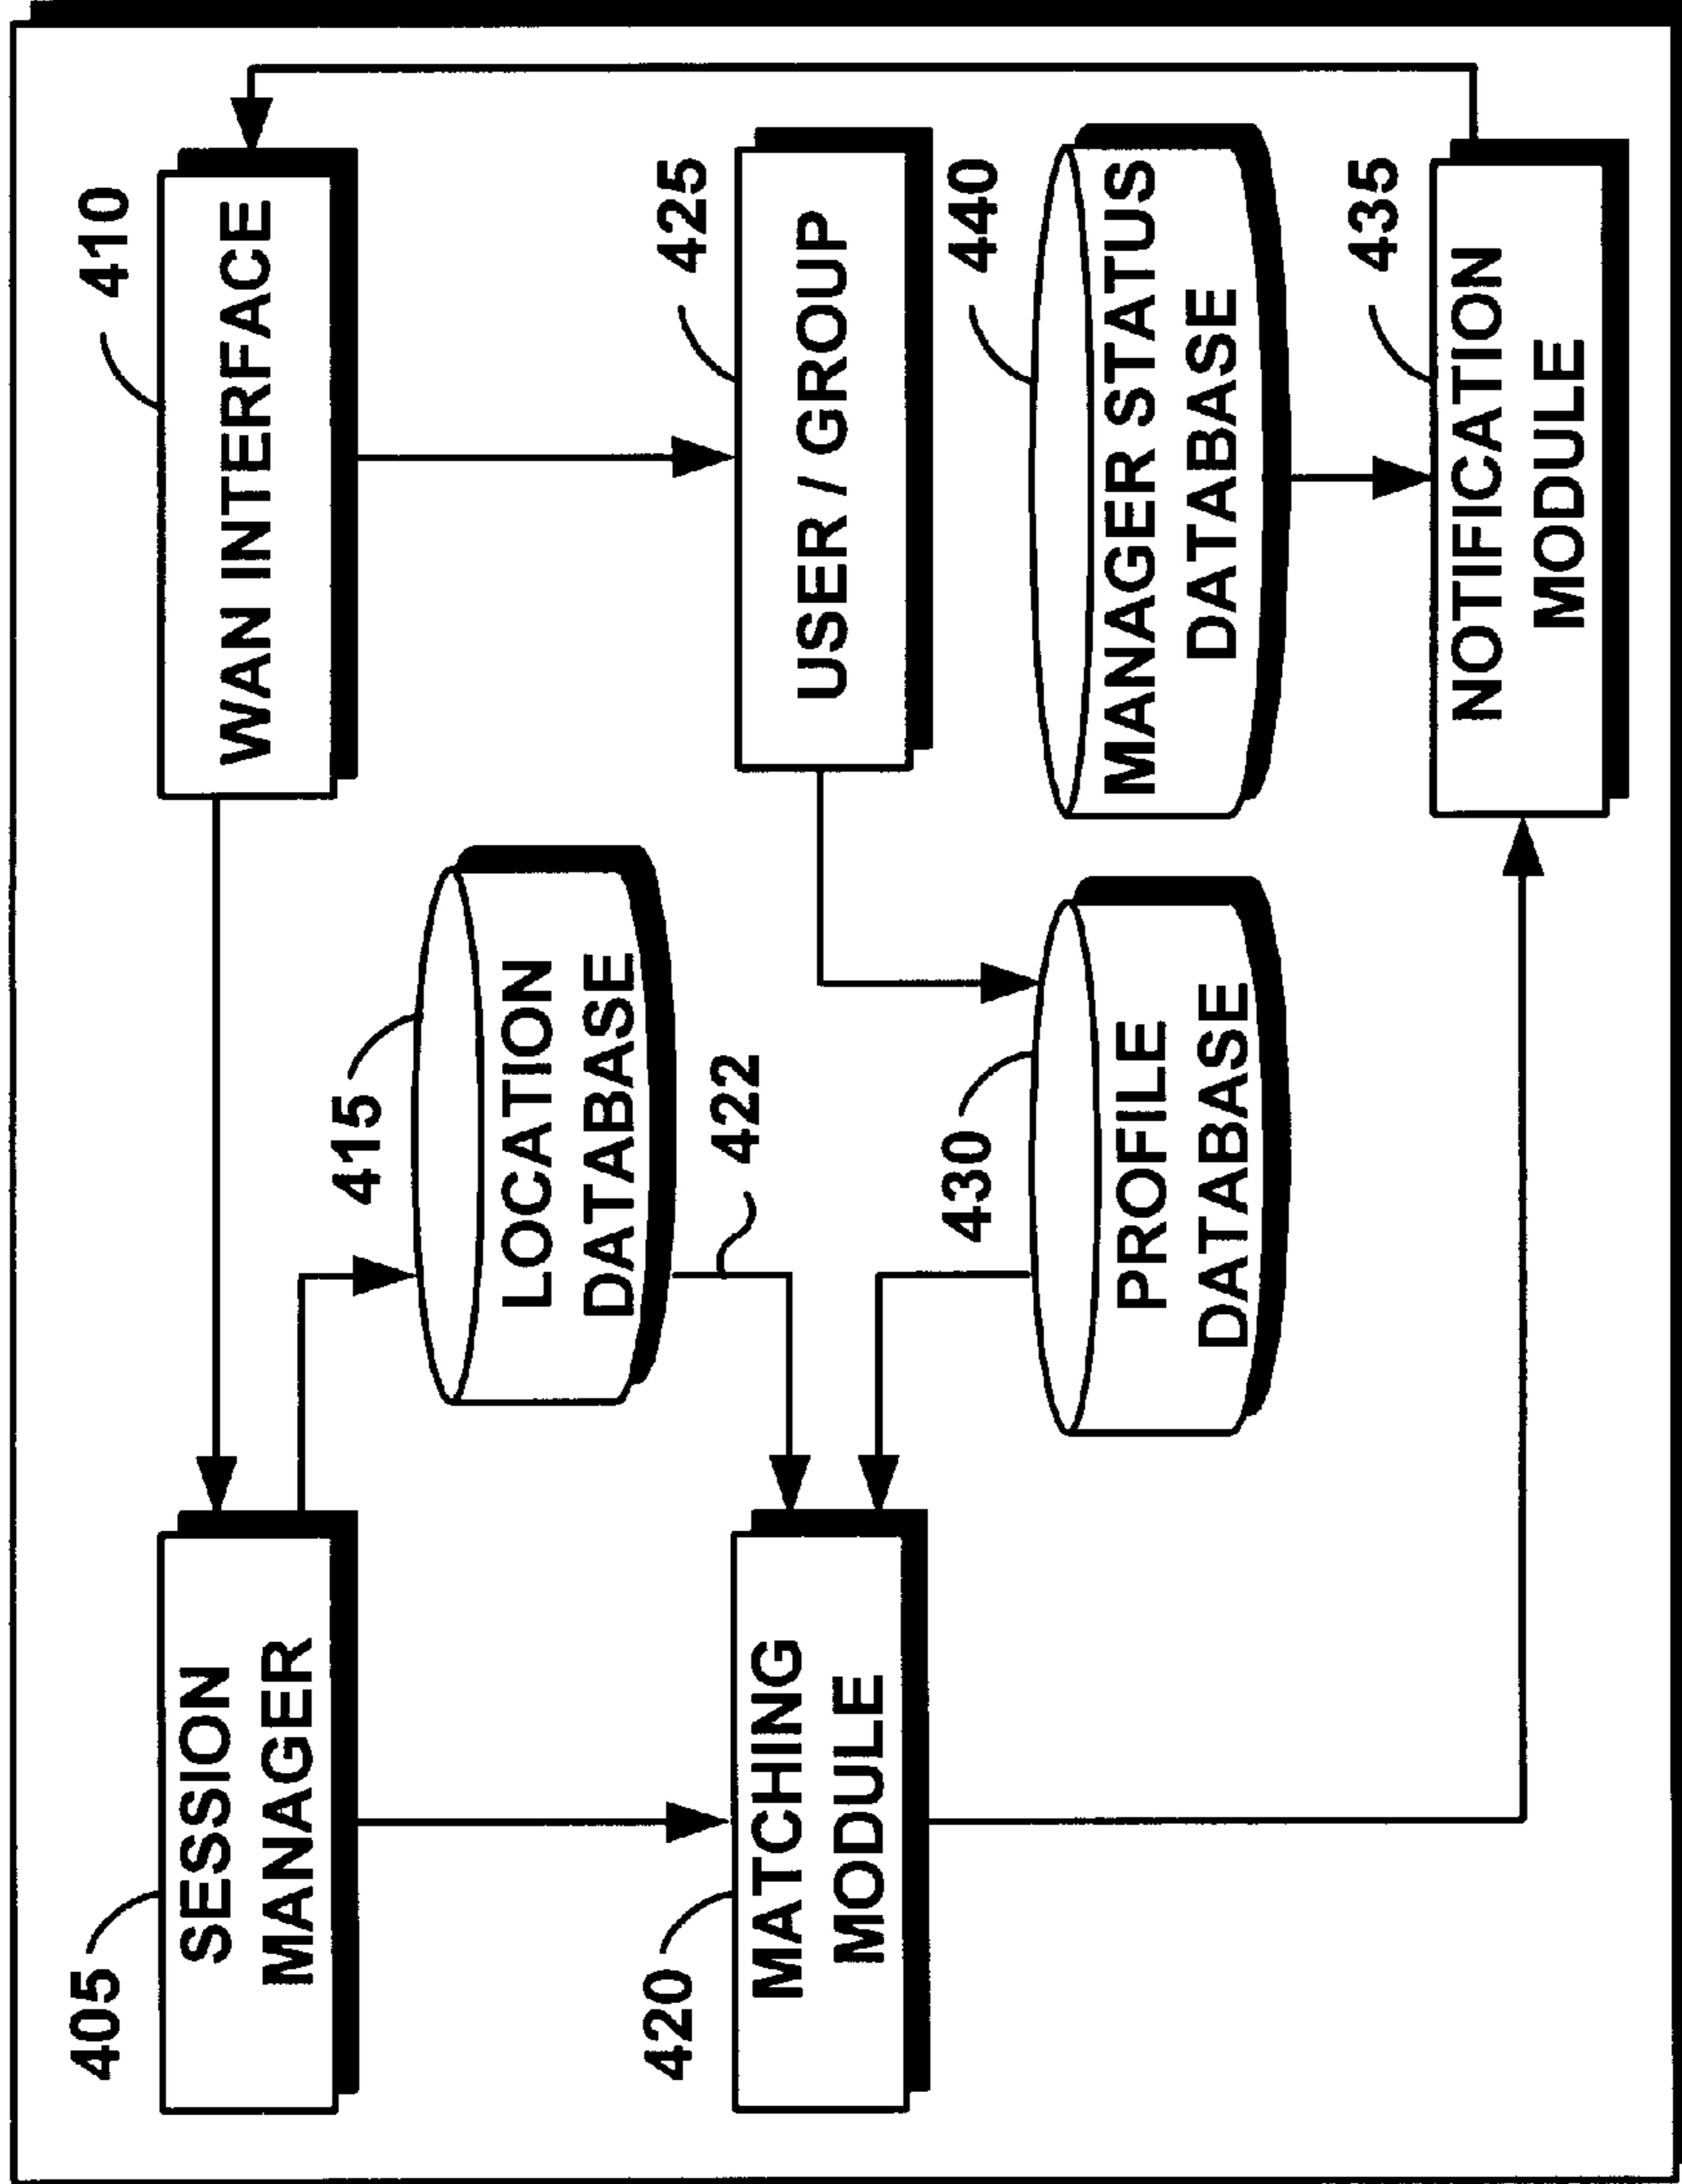 405
SESSION
MANAGER
410
WAN INTERFACE
415
LOCATION
DATABASE
422
420
MATCHING
MODULE
425
USER / GROUP
430
PROFILE
DATABASE
440
MANAGER STATUS
DATABASE
435
NOTIFICATION
MODULE